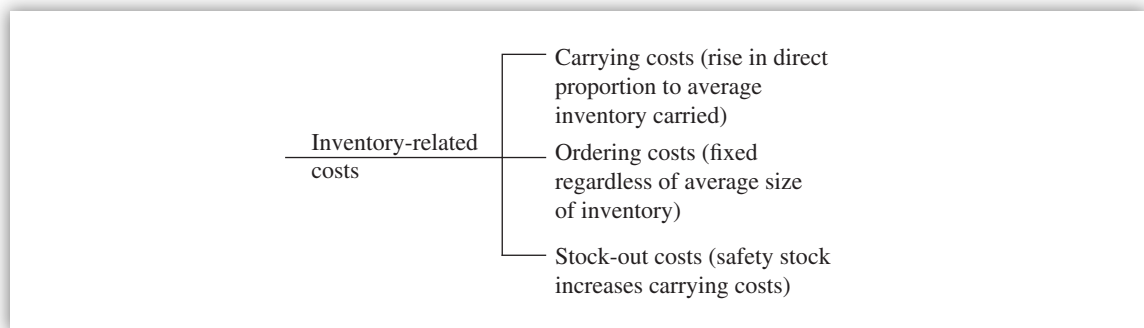 Inventory-related
costs
Carrying costs (rise in direct
proportion to average
inventory carried)
Ordering costs (fixed
regardless of average size
of inventory)
Stock-out costs (safety stock
increases carrying costs)